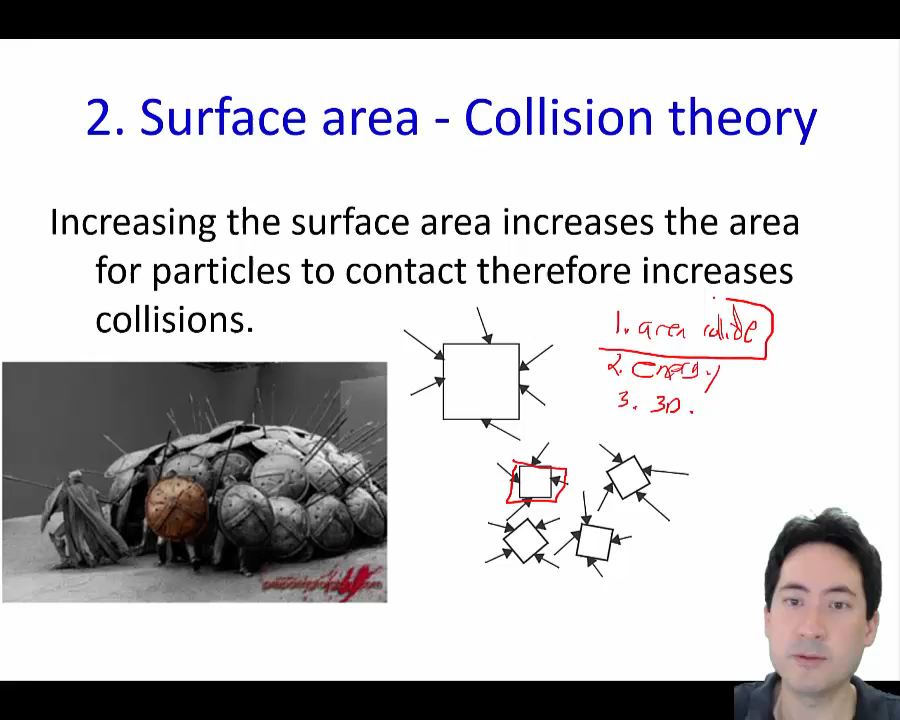 2. Surface area - Collision theory
Increasing the surface area increases the area
for particles to contact therefore increases
collisions.
1. area collide
2. Energy
3. 3D.